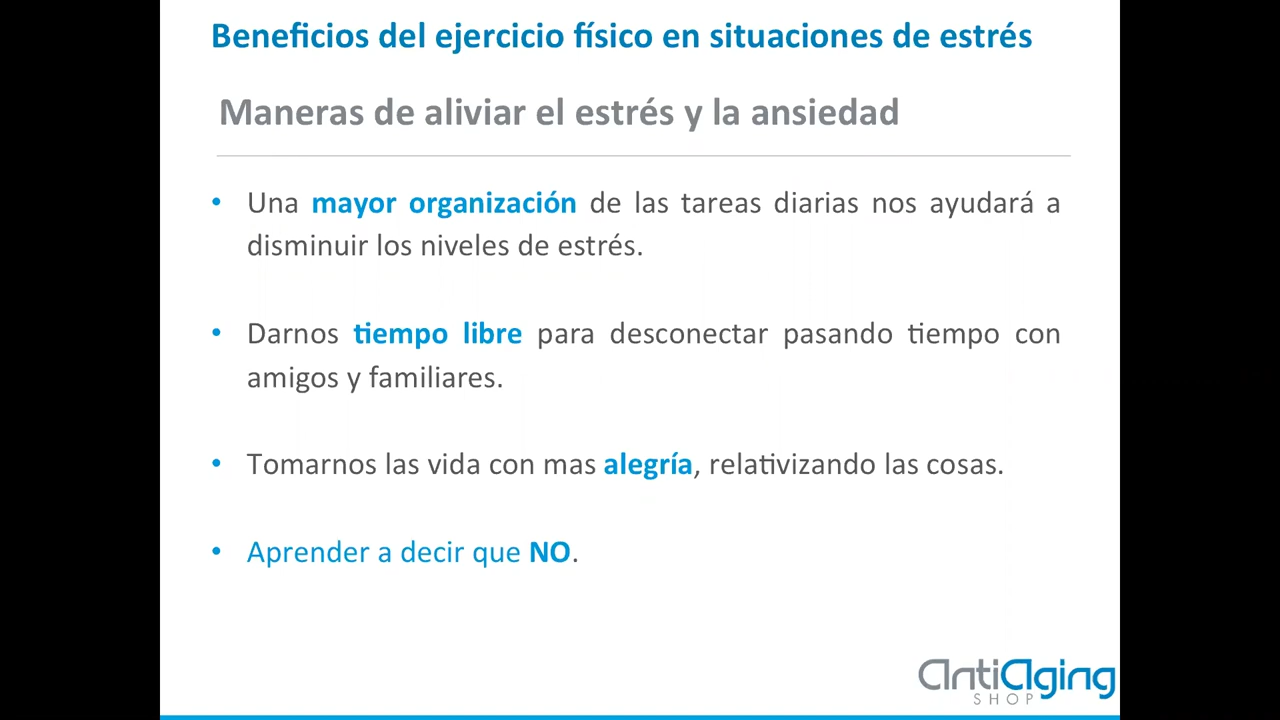 Beneficios del ejercicio físico en situaciones de estrés
Maneras de aliviar el estrés y la ansiedad
• Una mayor organización de las tareas diarias nos ayudará a
disminuir los niveles de estrés.
• Darnos tiempo libre para desconectar pasando tiempo con
amigos y familiares.
• Tomarnos las vida con mas alegría, relativizando las cosas.
• Aprender a decir que NO.
antiaging
SHOP